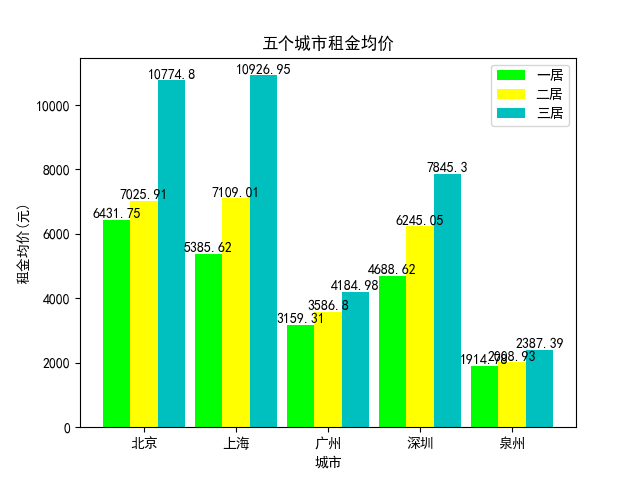 五个城市租金均价
一居
二居
三居
租金均价(元)
10000
8000
6000
4000
2000
0
6431.75
7025.91
10774.8
5385.62
7109.01
10926.95
3159.31
3586.8
4184.98
4688.62
6245.05
7845.3
2387.39
北京
上海
广州
深圳
泉州
城市